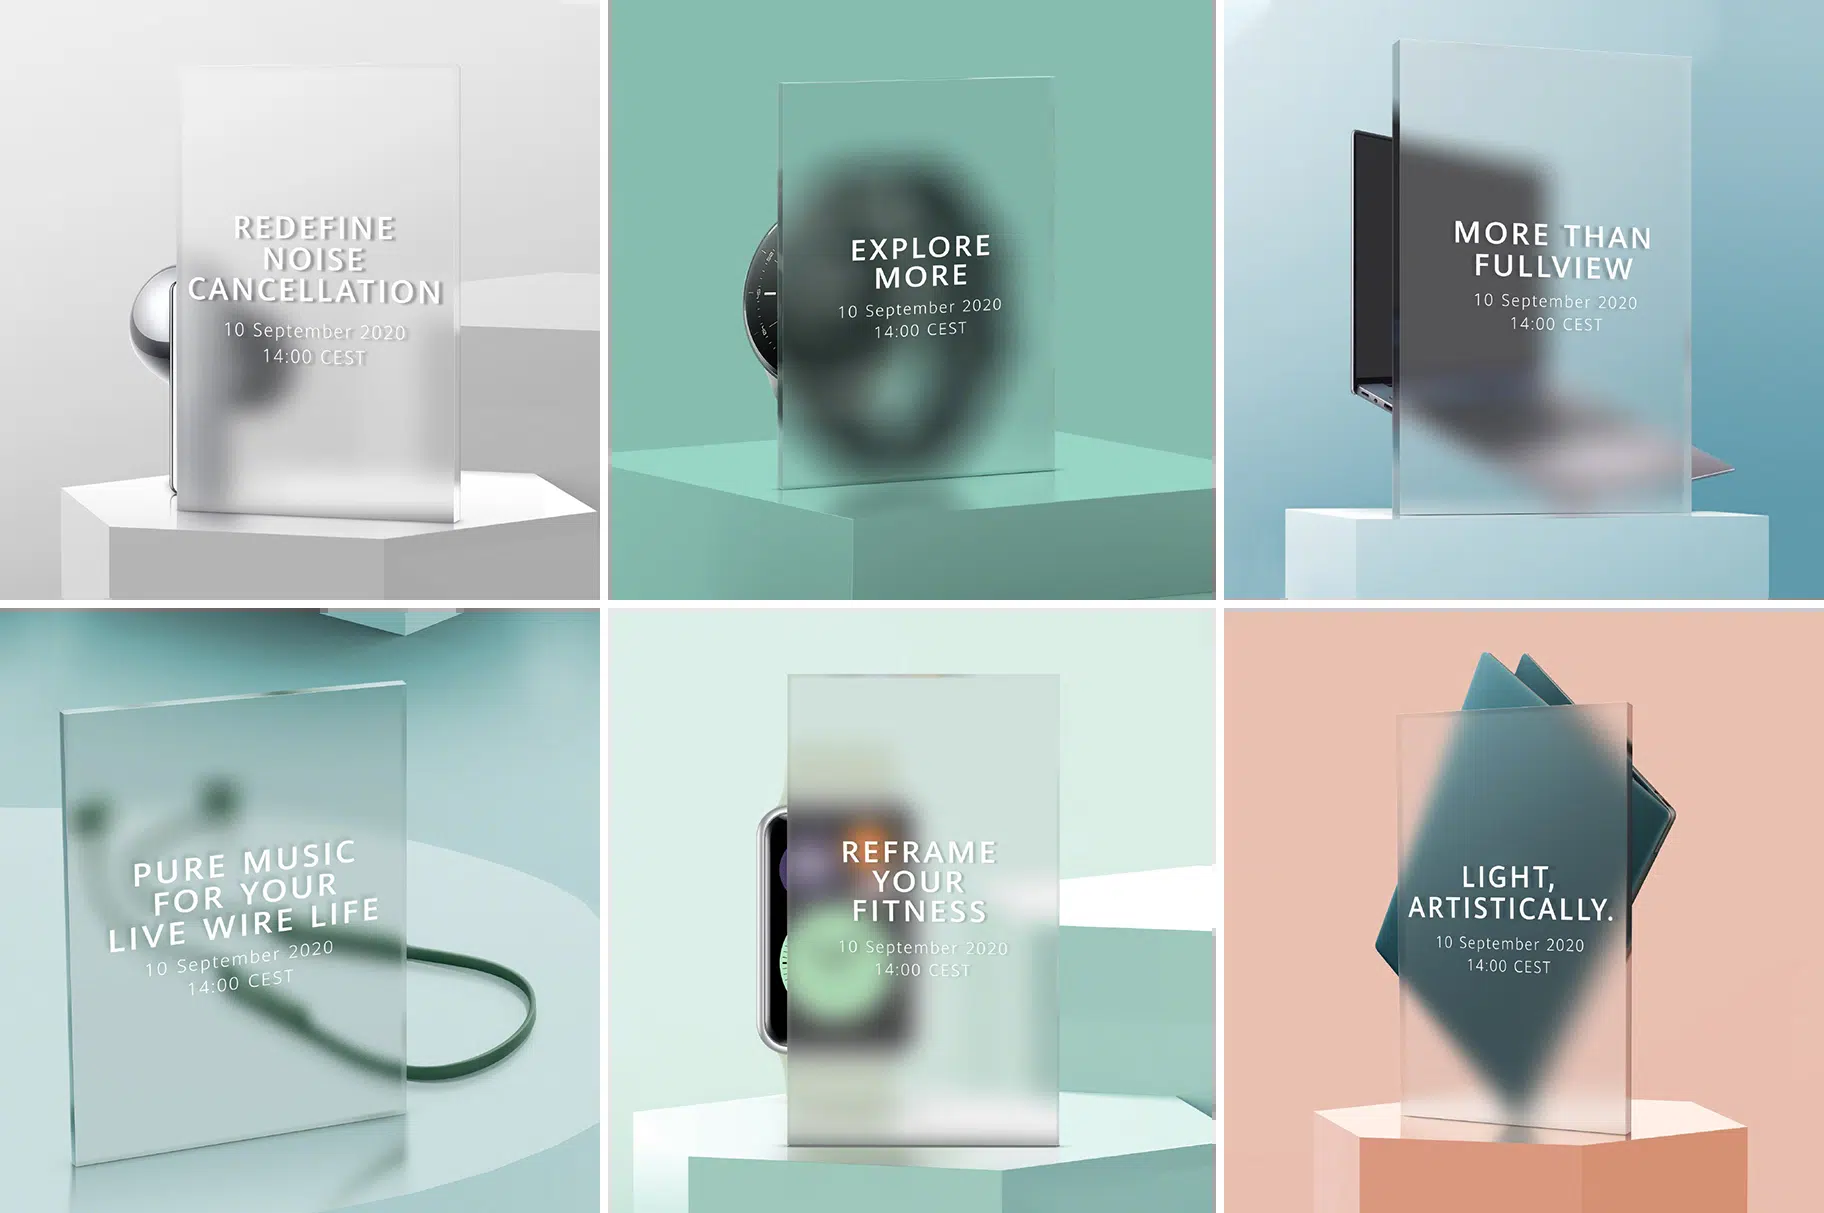 REDEFINE
NOISE
CANCELLATION
10 September 2020
14:00 CEST
EXPLORE
MORE
10 September 2020
14:00 CEST
MORE THAN
FULLVIEW
10 September 2020
14:00 CEST
PURE MUSIC
FOR YOUR
LIVE WIRE LIFE
10 September 2020
14:00 CEST
REFRAME
YOUR
FITNESS
10 September 2020
14:00 CEST
LIGHT,
ARTISTICALLY.
10 September 2020
14:00 CEST